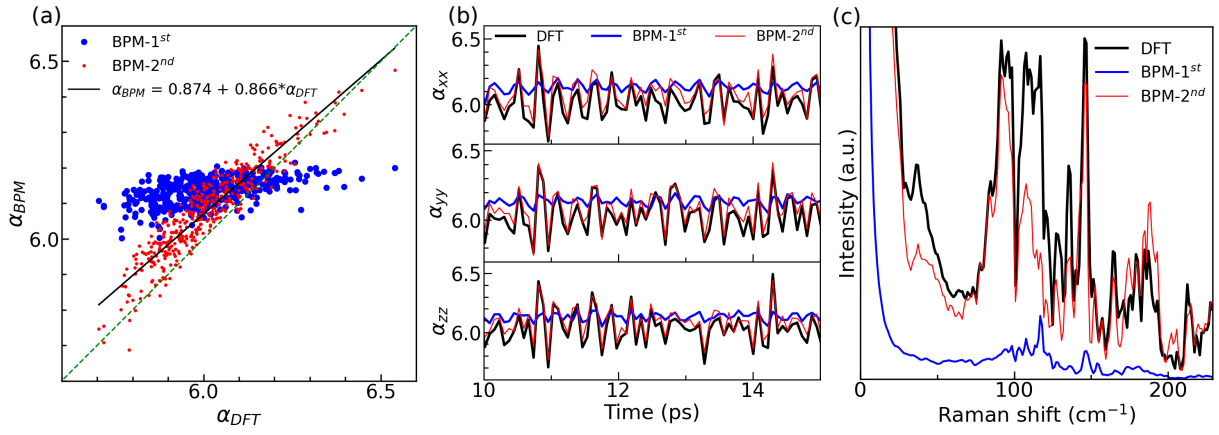 (a)
BPM-1st
BPM-2nd
αBPM = 0.874 + 0.866*αDFT
6.5
6.0
αBPM
6.0
6.5
αDFT
(b)
DFT
BPM-1st
BPM-2nd
6.5
6.0
αxx
6.5
6.0
αyy
6.5
6.0
αzz
10
12
14
Time (ps)
(c)
DFT
BPM-1st
BPM-2nd
Intensity (a.u.)
0
100
200
Raman shift (cm⁻¹)